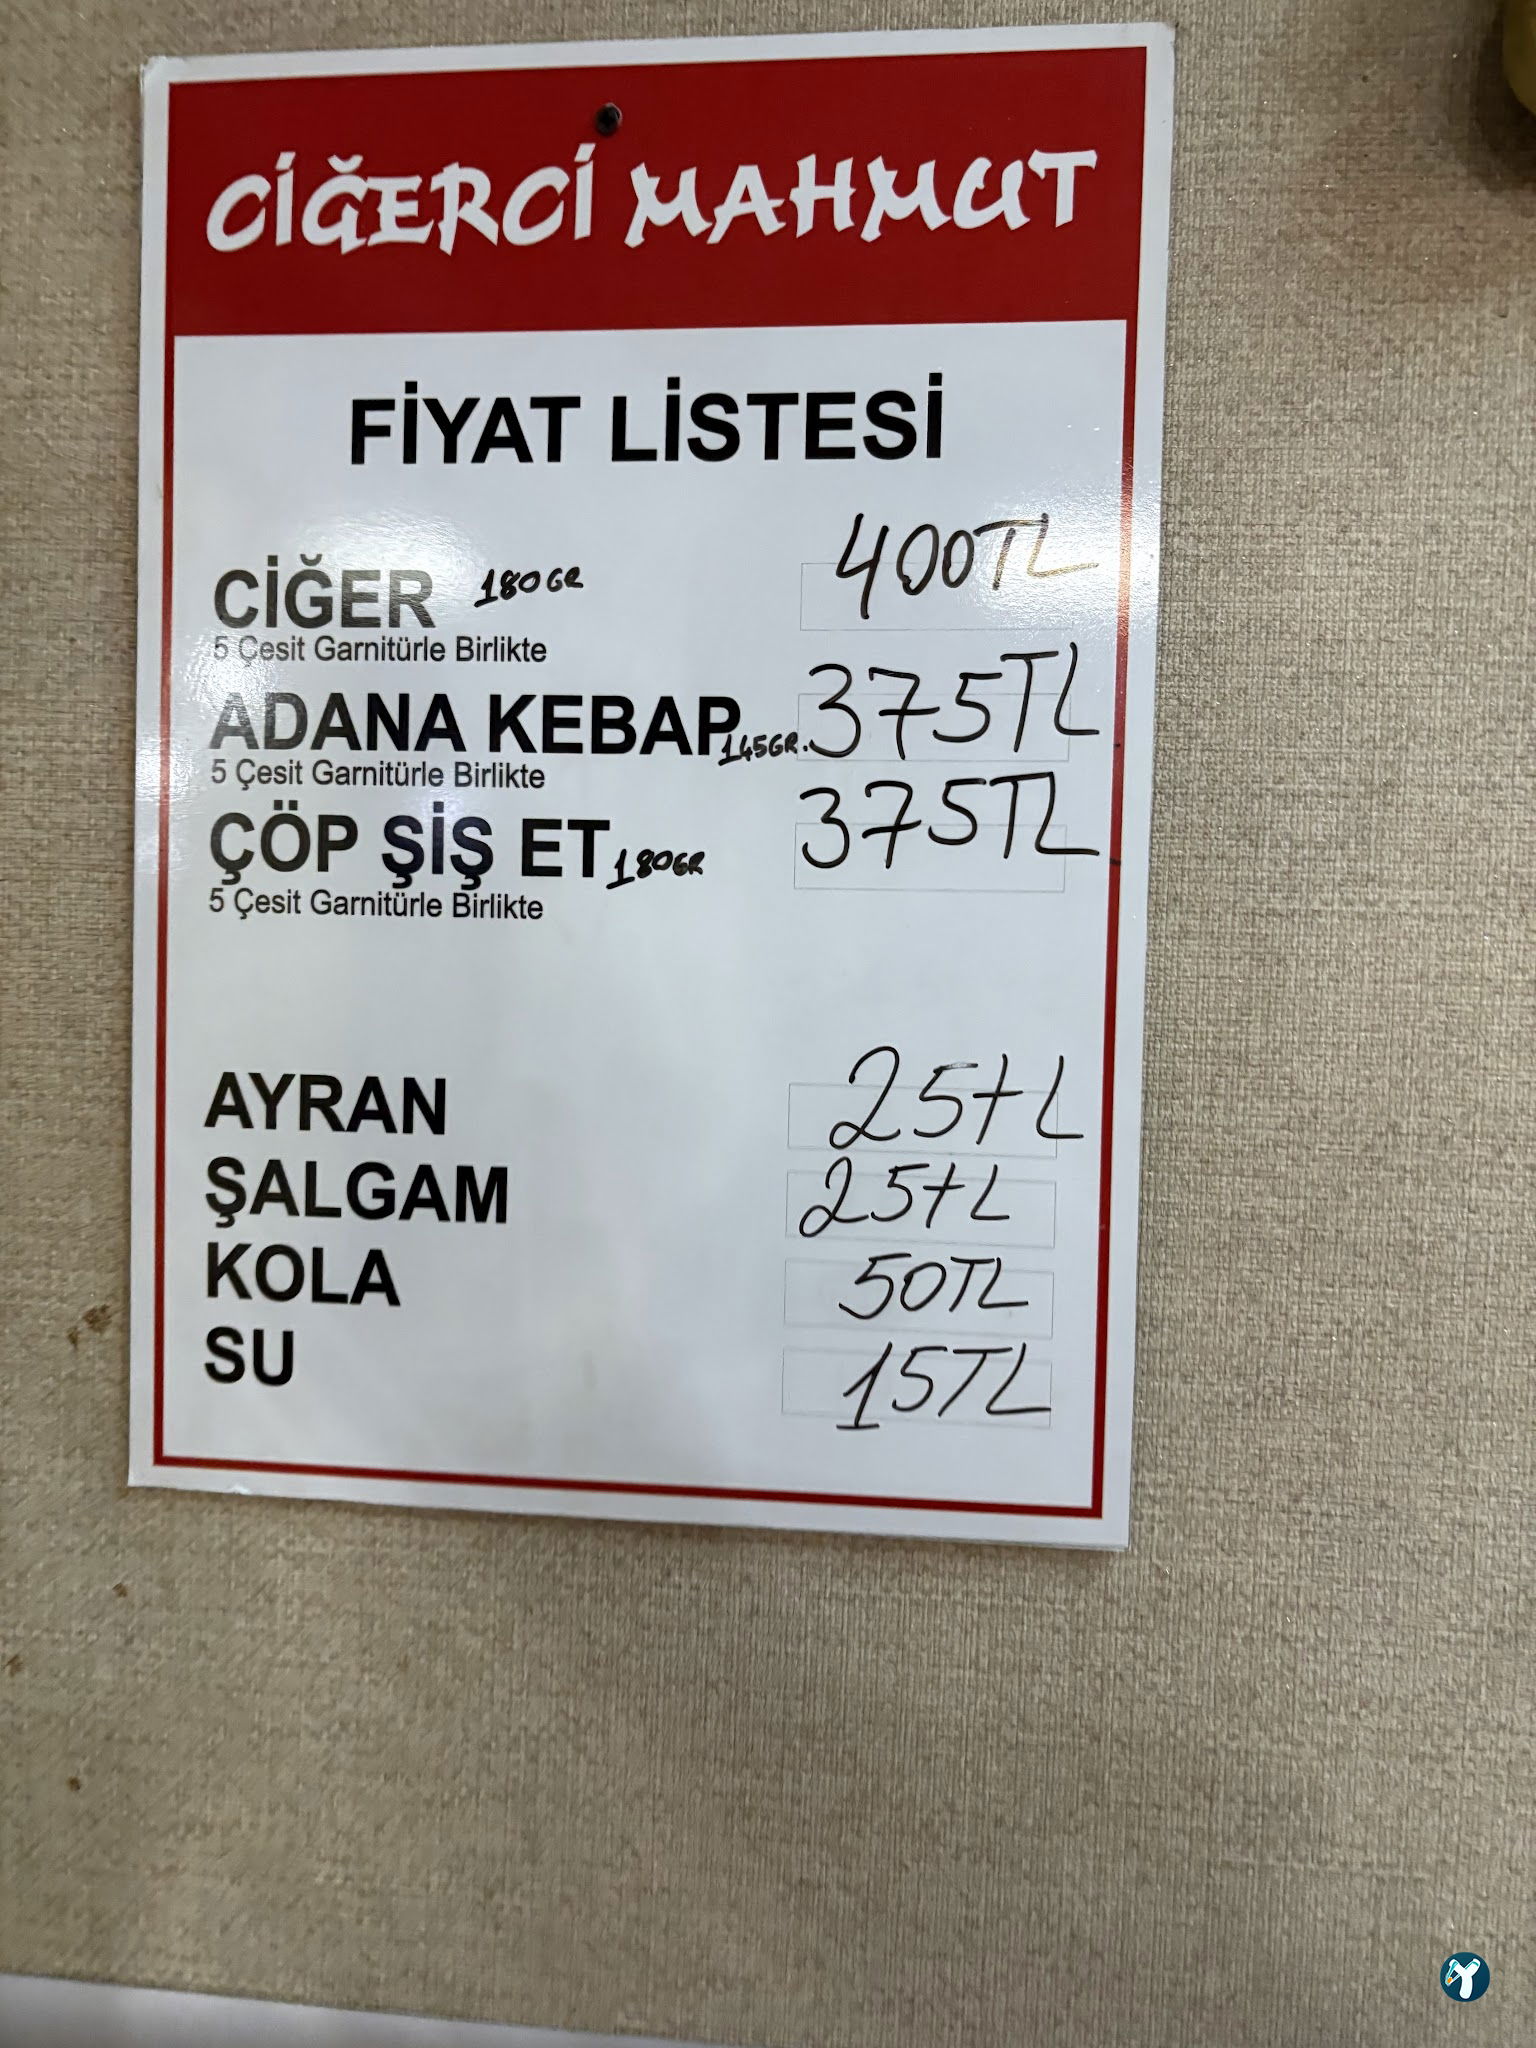 CİĞERCİ MAHMUT
FİYAT LİSTESİ
CİĞER 180GR 400TL
5 Çesit Garnitürle Birlikte
ADANA KEBAP 145GR. 375TL
5 Çesit Garnitürle Birlikte
ÇÖP ŞİŞ ET 180GR 375TL
5 Çesit Garnitürle Birlikte
AYRAN 25tL
ŞALGAM 25tL
KOLA 50TL
SU 15TL